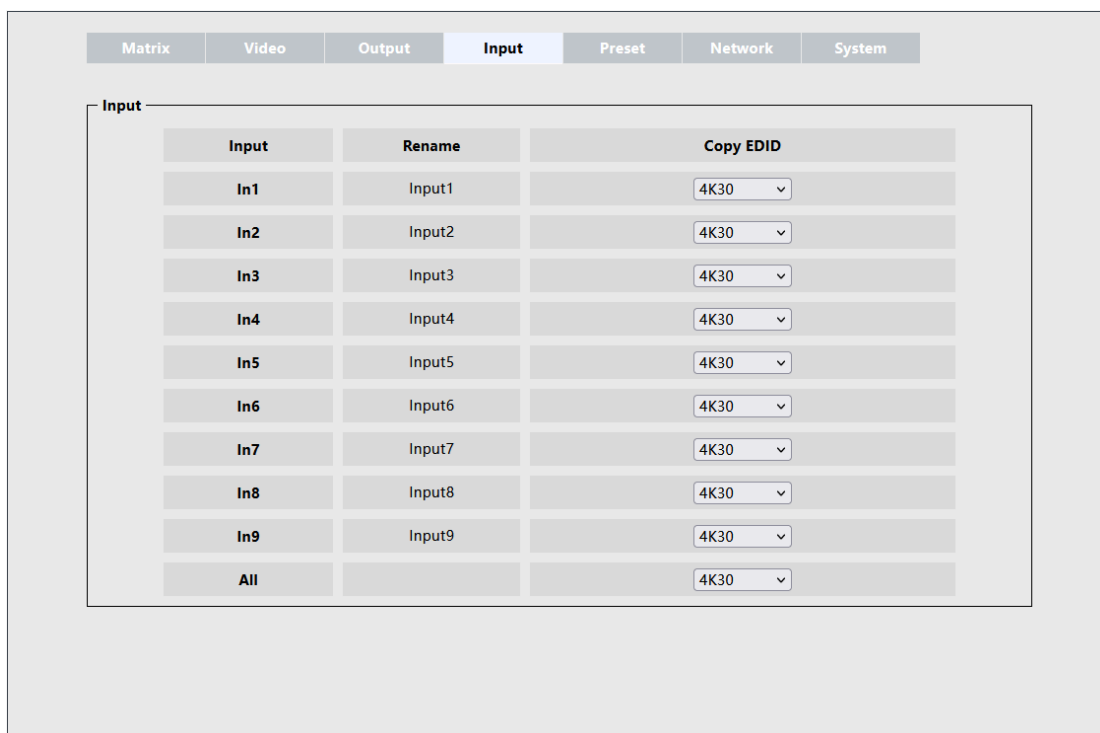 Matrix Video Output Input Preset Network System
Input
Input Rename Copy EDID
In1 Input1 4K30
In2 Input2 4K30
In3 Input3 4K30
In4 Input4 4K30
In5 Input5 4K30
In6 Input6 4K30
In7 Input7 4K30
In8 Input8 4K30
In9 Input9 4K30
All 4K30